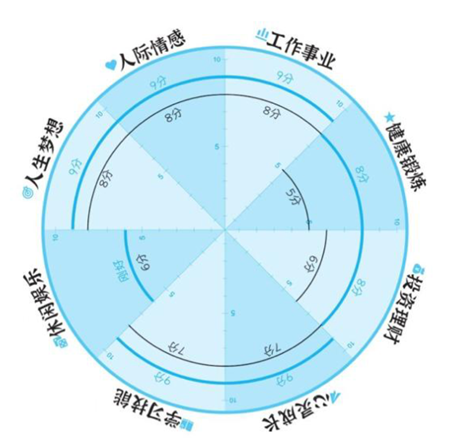 工作事业
9分
8分
10
5
健康锻炼
8分
5分
10
5
投资理财
8分
6分
10
5
心灵成长
9分
7分
10
5
学习技能
9分
7分
10
5
休闲娱乐
刚好
6分
10
5
人生梦想
9分
8分
10
5
人际情感
9分
8分
10
5